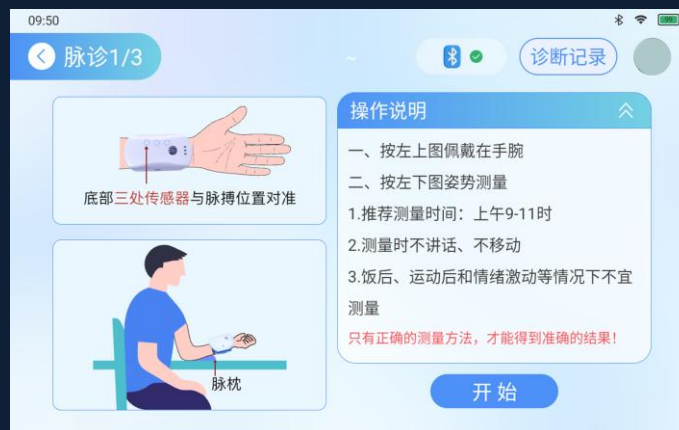 09:50
99
脉诊1/3
~
诊断记录
底部三处传感器与脉搏位置对准
脉枕
操作说明
一、按左上图佩戴在手腕
二、按左下图姿势测量
1.推荐测量时间：上午9-11时
2.测量时不讲话、不移动
3.饭后、运动后和情绪激动等情况下不宜
测量
只有正确的测量方法，才能得到准确的结果！
开始